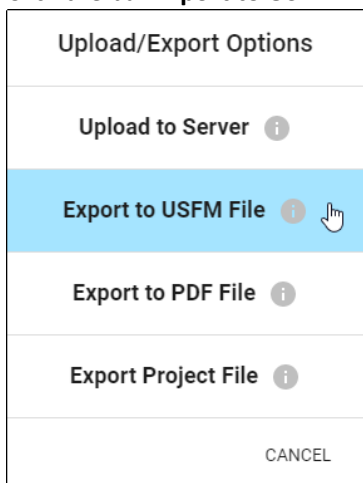 Upload/Export Options
Upload to Server
Export to USFM File
Export to PDF File
Export Project File
CANCEL